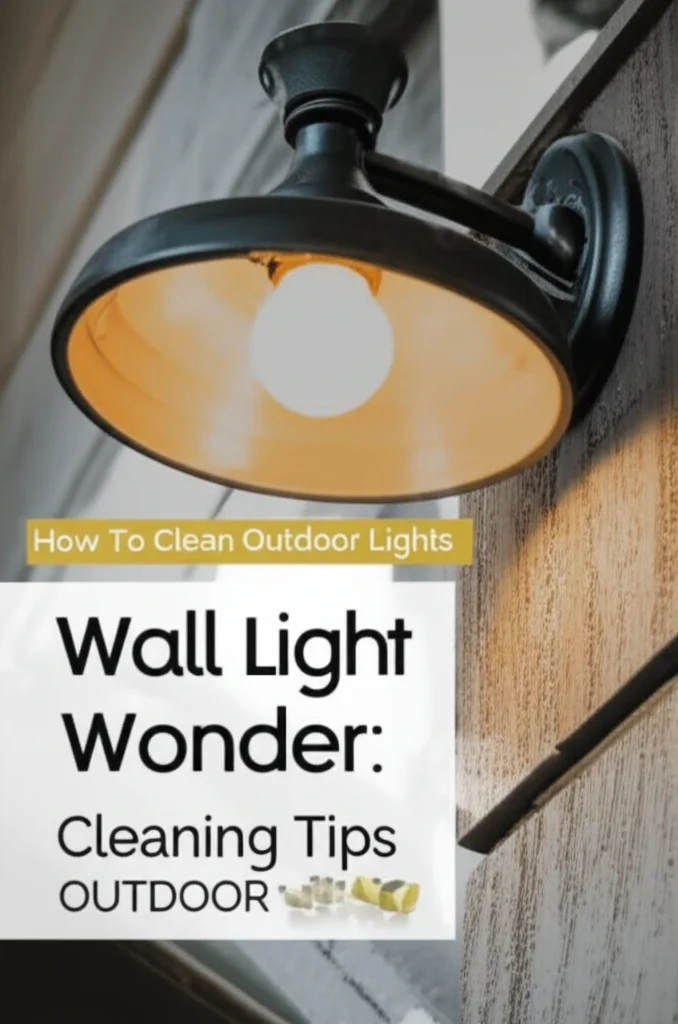 How To Clean Outdoor Lights
Wall Light
Wonder:
Cleaning Tips
OUTDOOR